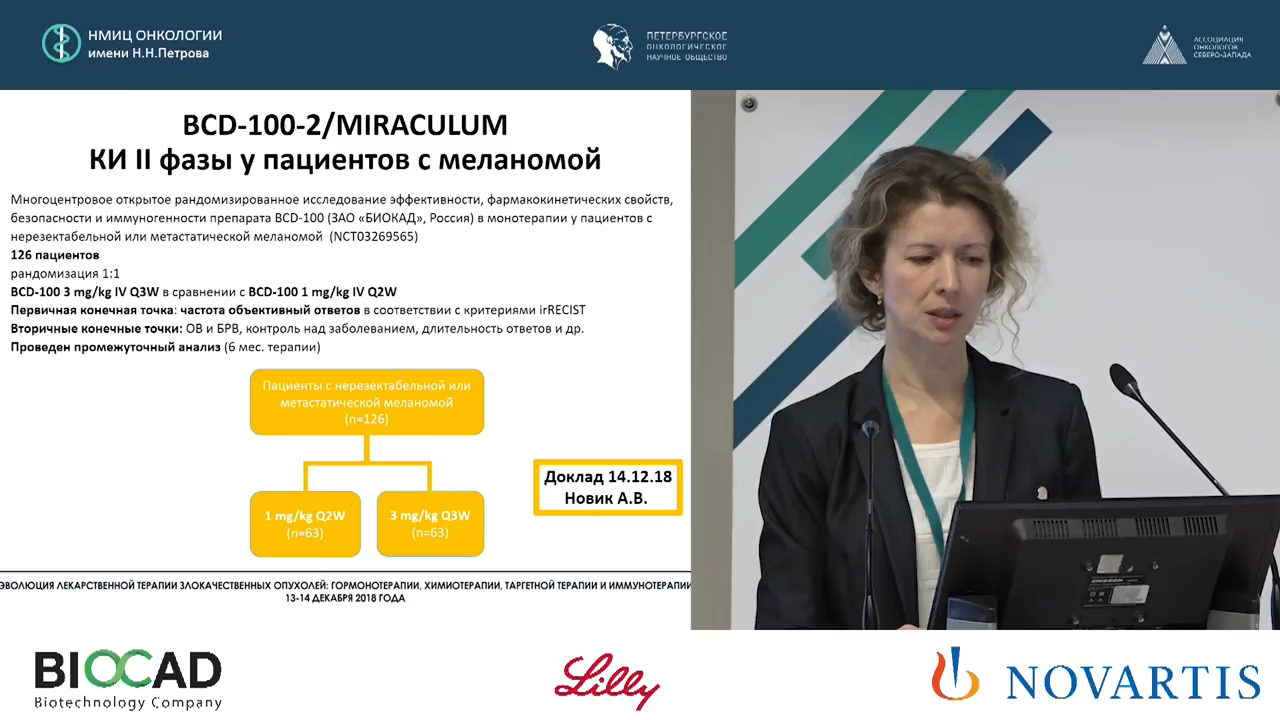 НМИЦ ОНКОЛОГИИ
имени Н.Н.Петрова
ПЕТЕРБУРГСКОЕ
ОНКОЛОГИЧЕСКОЕ
НАУЧНОЕ ОБЩЕСТВО
АССОЦИАЦИЯ
ОНКОЛОГОВ
СЕВЕРО-ЗАПАДА
BCD-100-2/MIRACULUM
КИ II фазы у пациентов с меланомой
Многоцентровое открытое рандомизированное исследование эффективности, фармакокинетических свойств,
безопасности и иммуногенности препарата BCD-100 (ЗАО «БИОКАД», Россия) в монотерапии у пациентов с
нерезектабельной или метастатической меланомой (NCT03269565)
126 пациентов
рандомизация 1:1
BCD-100 3 mg/kg IV Q3W в сравнении с BCD-100 1 mg/kg IV Q2W
Первичная конечная точка: частота объективный ответов в соответствии с критериями irRECIST
Вторичные конечные точки: ОВ и БРВ, контроль над заболеванием, длительность ответов и др.
Проведен промежуточный анализ (6 мес. терапии)
Пациенты с нерезектабельной или
метастатической меланомой
(n=126)
1 mg/kg Q2W
(n=63)
3 mg/kg Q3W
(n=63)
Доклад 14.12.18
Новик А.В.
ЭВОЛЮЦИЯ ЛЕКАРСТВЕННОЙ ТЕРАПИИ ЗЛОКАЧЕСТВЕННЫХ ОПУХОЛЕЙ: ГОРМОНОТЕРАПИИ, ХИМИОТЕРАПИИ, ТАРГЕТНОЙ ТЕРАПИИ И ИММУНОТЕРАПИИ
13-14 ДЕКАБРЯ 2018 ГОДА
BIOCAD
Biotechnology Company
Lilly
NOVARTIS